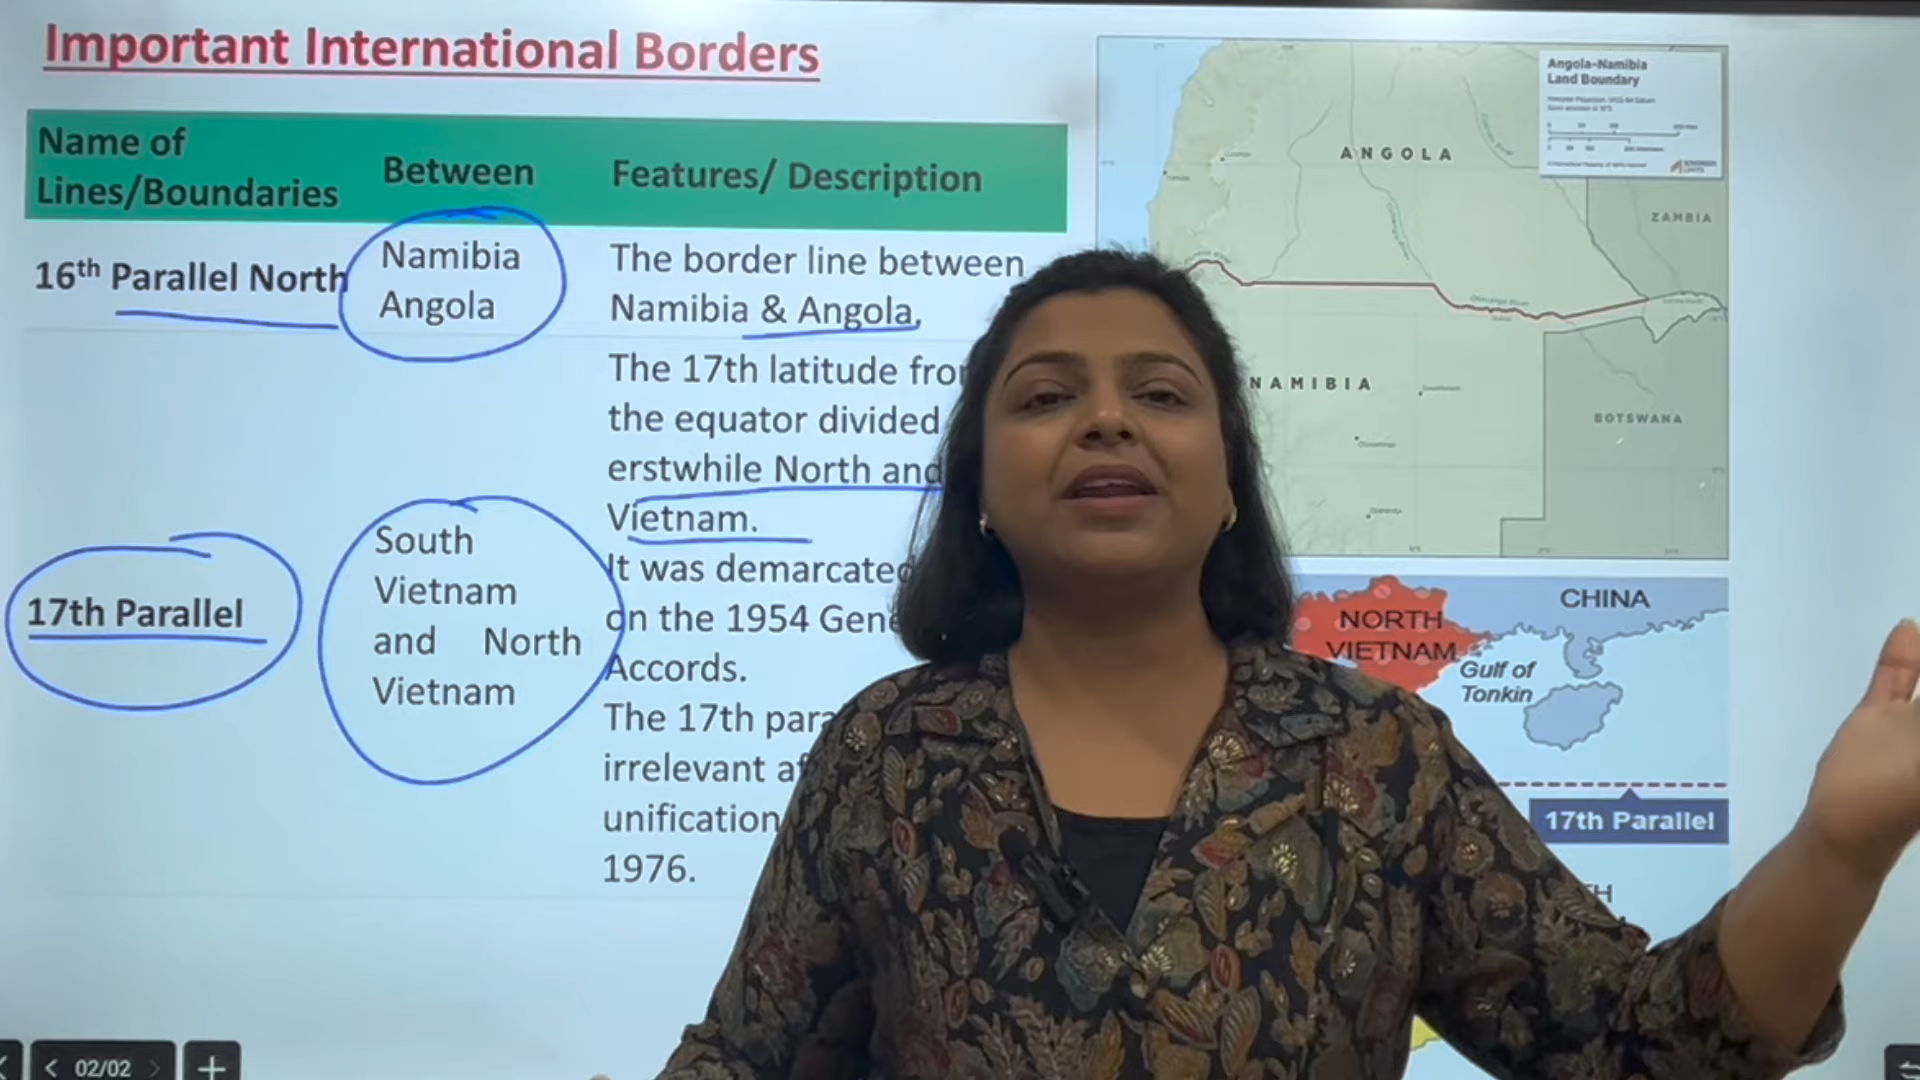 Important International Borders
Name of
Lines/Boundaries
Between
Features/ Description
16th Parallel North
Namibia
Angola
The border line between
Namibia & Angola.
17th Parallel
South
Vietnam
and North
Vietnam
The 17th latitude fro
the equator divided
erstwhile North and
Vietnam.
It was demarcated
on the 1954 Gene
Accords.
The 17th para
irrelevant af
unification
1976.
Angola–Namibia
Land Boundary
ANGOLA
ZAMBIA
NAMIBIA
BOTSWANA
CHINA
NORTH
VIETNAM
Gulf of
Tonkin
17th Parallel
TH
02/02